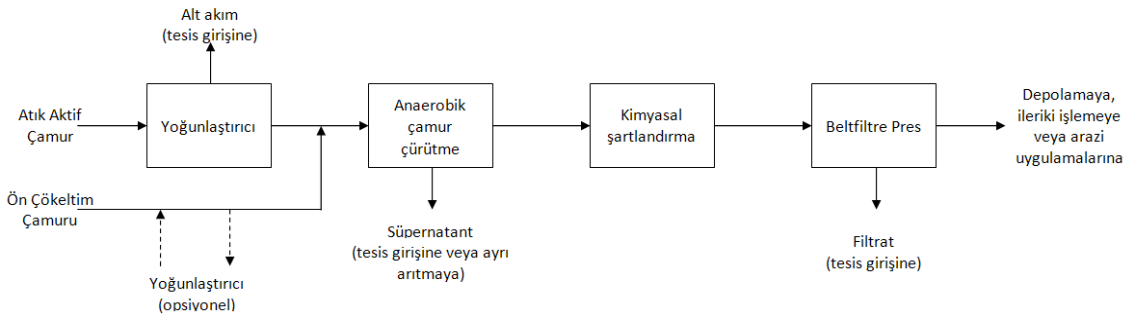 Alt akım
(tesis girişine)
Atık Aktif
Çamur
Yoğunlaştırıcı
Anaerobik
çamur
çürütme
Kimyasal
şartlandırma
Beltfiltre Pres
Depolamaya,
ileriki işlemeye
veya arazi
uygulamalarına
Ön Çökeltim
Çamuru
Yoğunlaştırıcı
(opsiyonel)
Süpernatant
(tesis girişine veya ayrı
arıtmaya)
Filtrat
(tesis girişine)